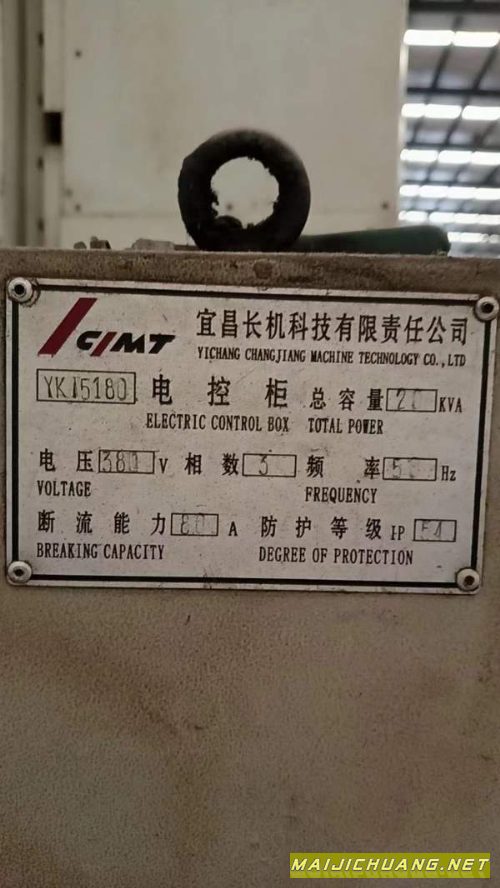 CIMT 宜昌长机科技有限责任公司
YICHANG CHANGJIANG MACHINE TECHNOLOGY CO.,LTD
YKJ5180 电控柜 总容量 KVA
ELECTRIC CONTROL BOX TOTAL POWER
电压 380 V 相数 3 频率 Hz
VOLTAGE FREQUENCY
断流能力 A 防护等级 IP 54
BREAKING CAPACITY DEGREE OF PROTECTION
MAIJICHUANG.NET